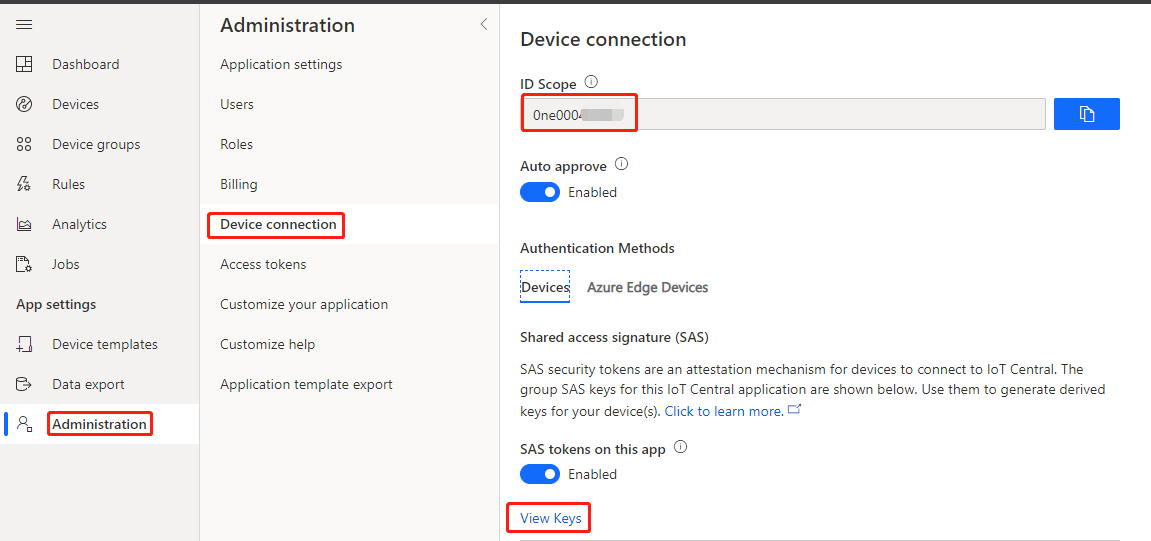 Dashboard
Devices
Device groups
Rules
Analytics
Jobs
App settings
Device templates
Data export
Administration
Administration
Application settings
Users
Roles
Billing
Device connection
Access tokens
Customize your application
Customize help
Application template export
Device connection
ID Scope
0ne0004
Auto approve
Enabled
Authentication Methods
Devices Azure Edge Devices
Shared access signature (SAS)
SAS security tokens are an attestation mechanism for devices to connect to IoT Central. The
group SAS keys for this IoT Central application are shown below. Use them to generate derived
keys for your device(s). Click to learn more.
SAS tokens on this app
Enabled
View Keys